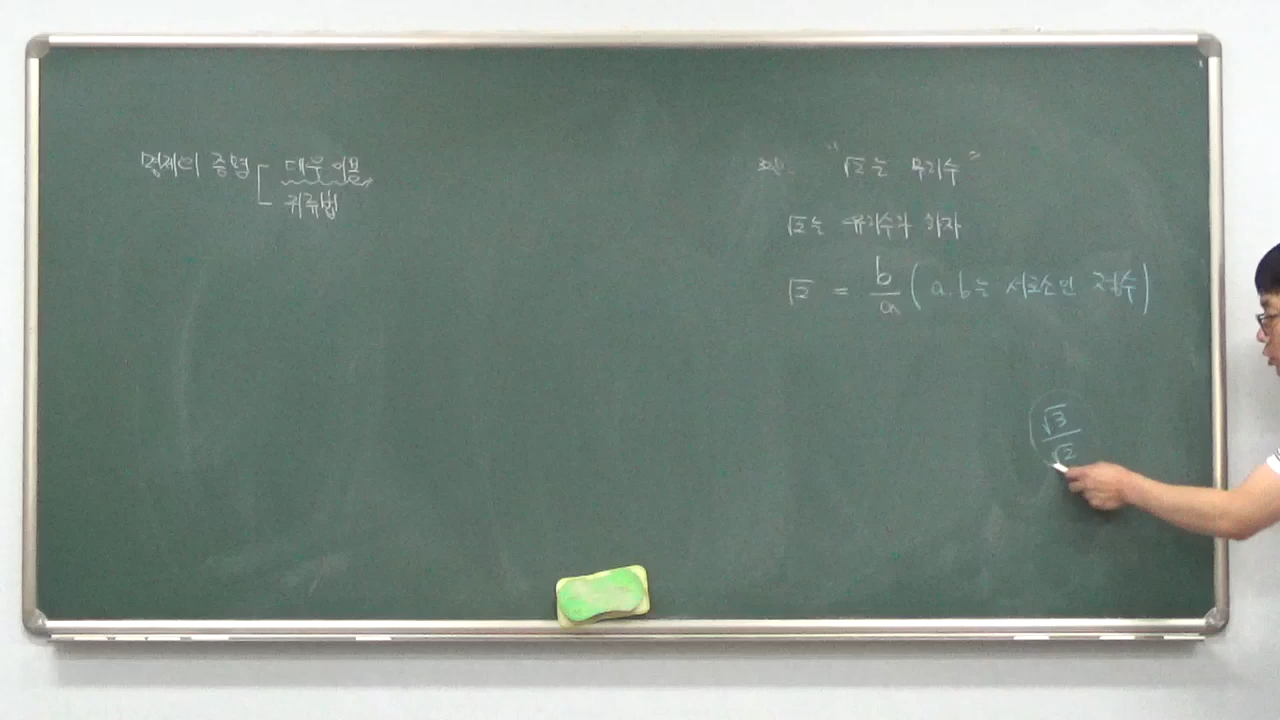 명제의 증명 [ 대우 이용
귀류법
"√2는 무리수"
√2는 유리수라 하자
√2 = b/a (a, b는 서로소인 정수)
√3/√2